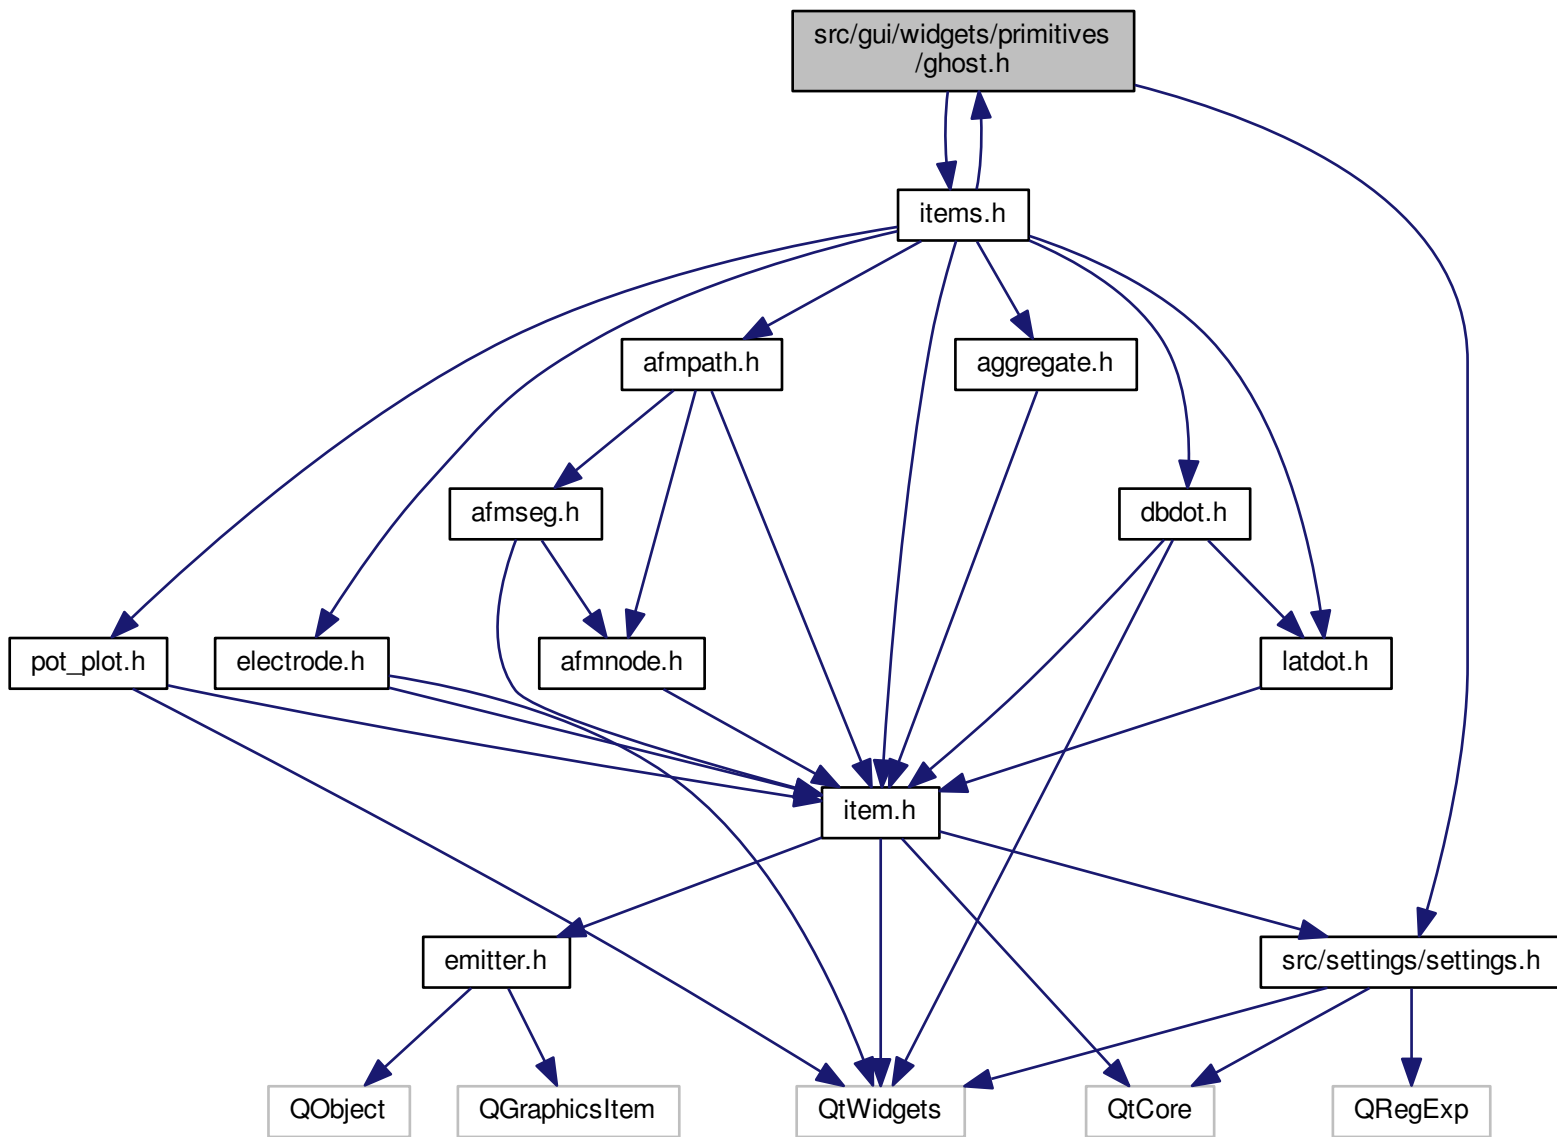 src/gui/widgets/primitives
/ghost.h
items.h
afmpath.h
aggregate.h
afmseg.h
dbdot.h
pot_plot.h
electrode.h
afmnode.h
latdot.h
item.h
emitter.h
src/settings/settings.h
QObject
QGraphicsItem
QtWidgets
QtCore
QRegExp